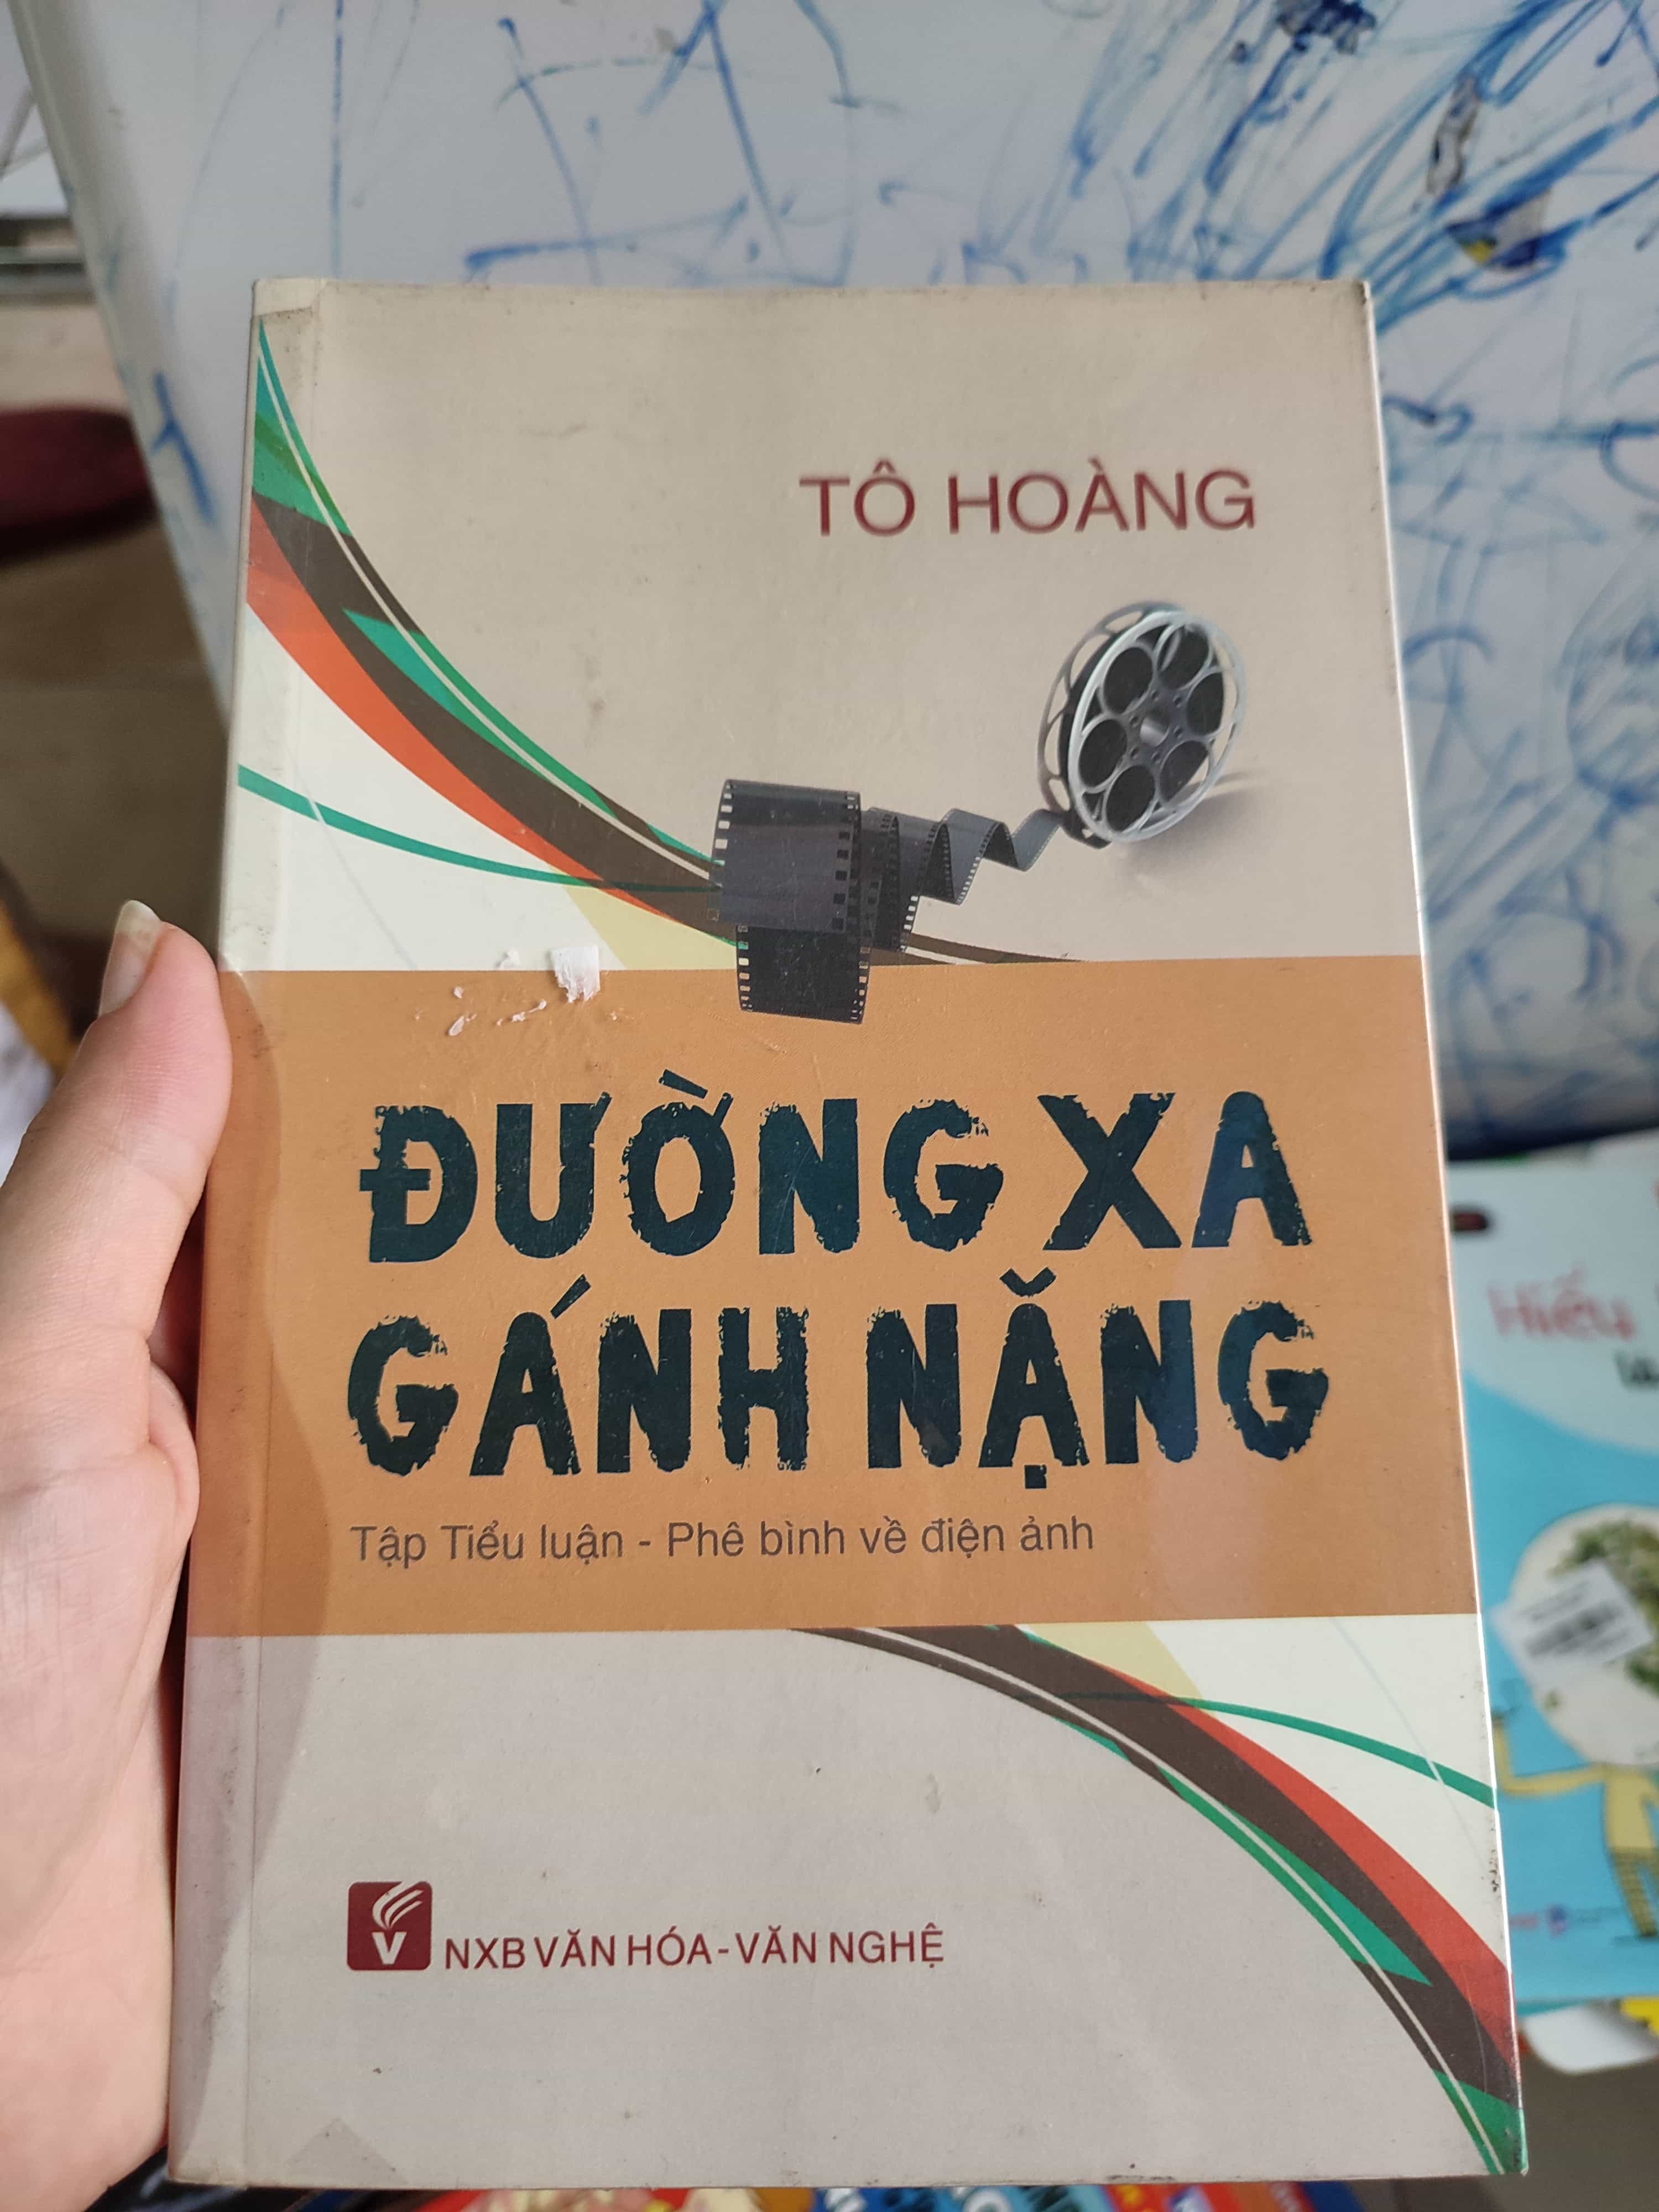 TÔ HOÀNG
ĐƯỜNG XA
GÁNH NẶNG
Tập Tiểu luận - Phê bình về điện ảnh
V
NXB VĂN HÓA - VĂN NGHỆ
Hiểu